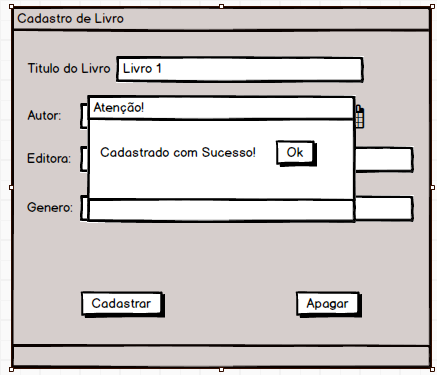 Cadastro de Livro
Titulo do Livro
Livro 1
Autor:
Atenção!
Cadastrado com Sucesso!
Ok
Editora:
Genero:
Cadastrar
Apagar